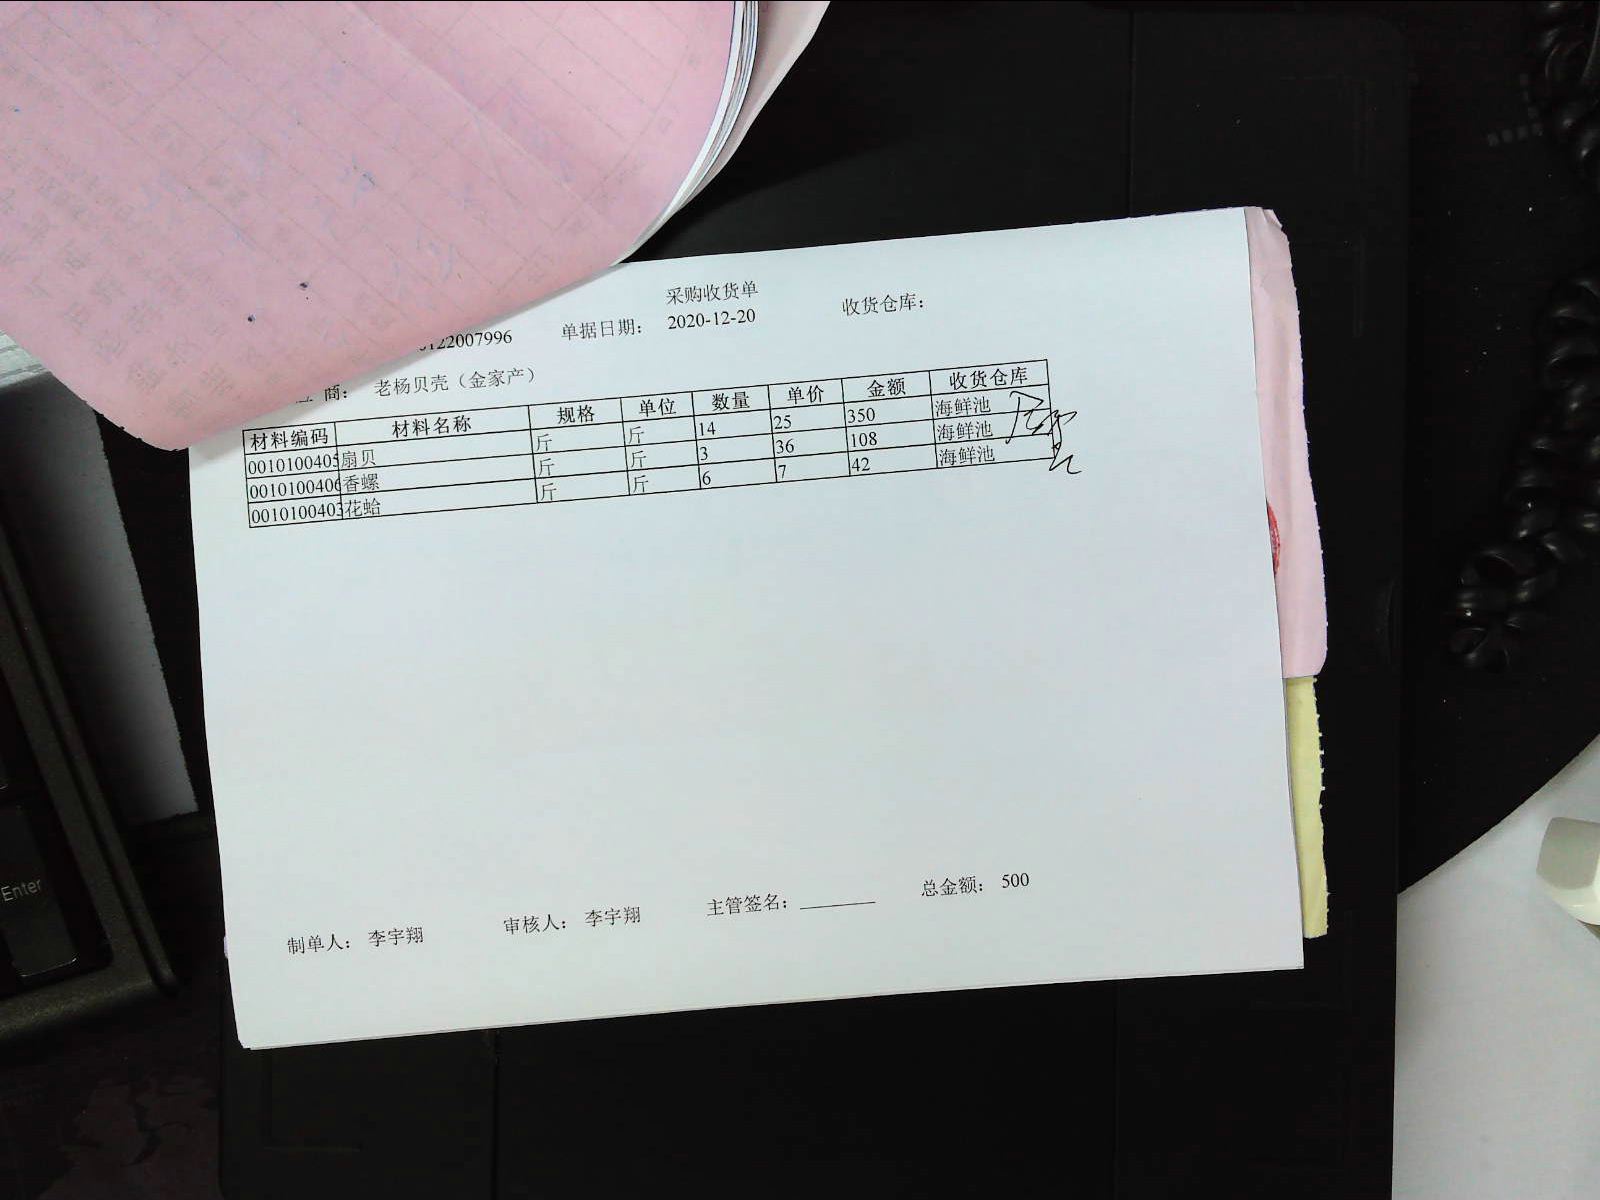 采购收货单
122007996 单据日期： 2020-12-20 收货仓库：
商： 老杨贝壳（金家产）
材料编码 材料名称 规格 单位 数量 单价 金额 收货仓库
0010100405 扇贝 斤 斤 14 25 350 海鲜池
001010040 香螺 斤 斤 3 36 108 海鲜池
0010100403 花蛤 斤 斤 6 7 42 海鲜池
制单人： 李宇翔 审核人： 李宇翔 主管签名： 总金额： 500
Enter